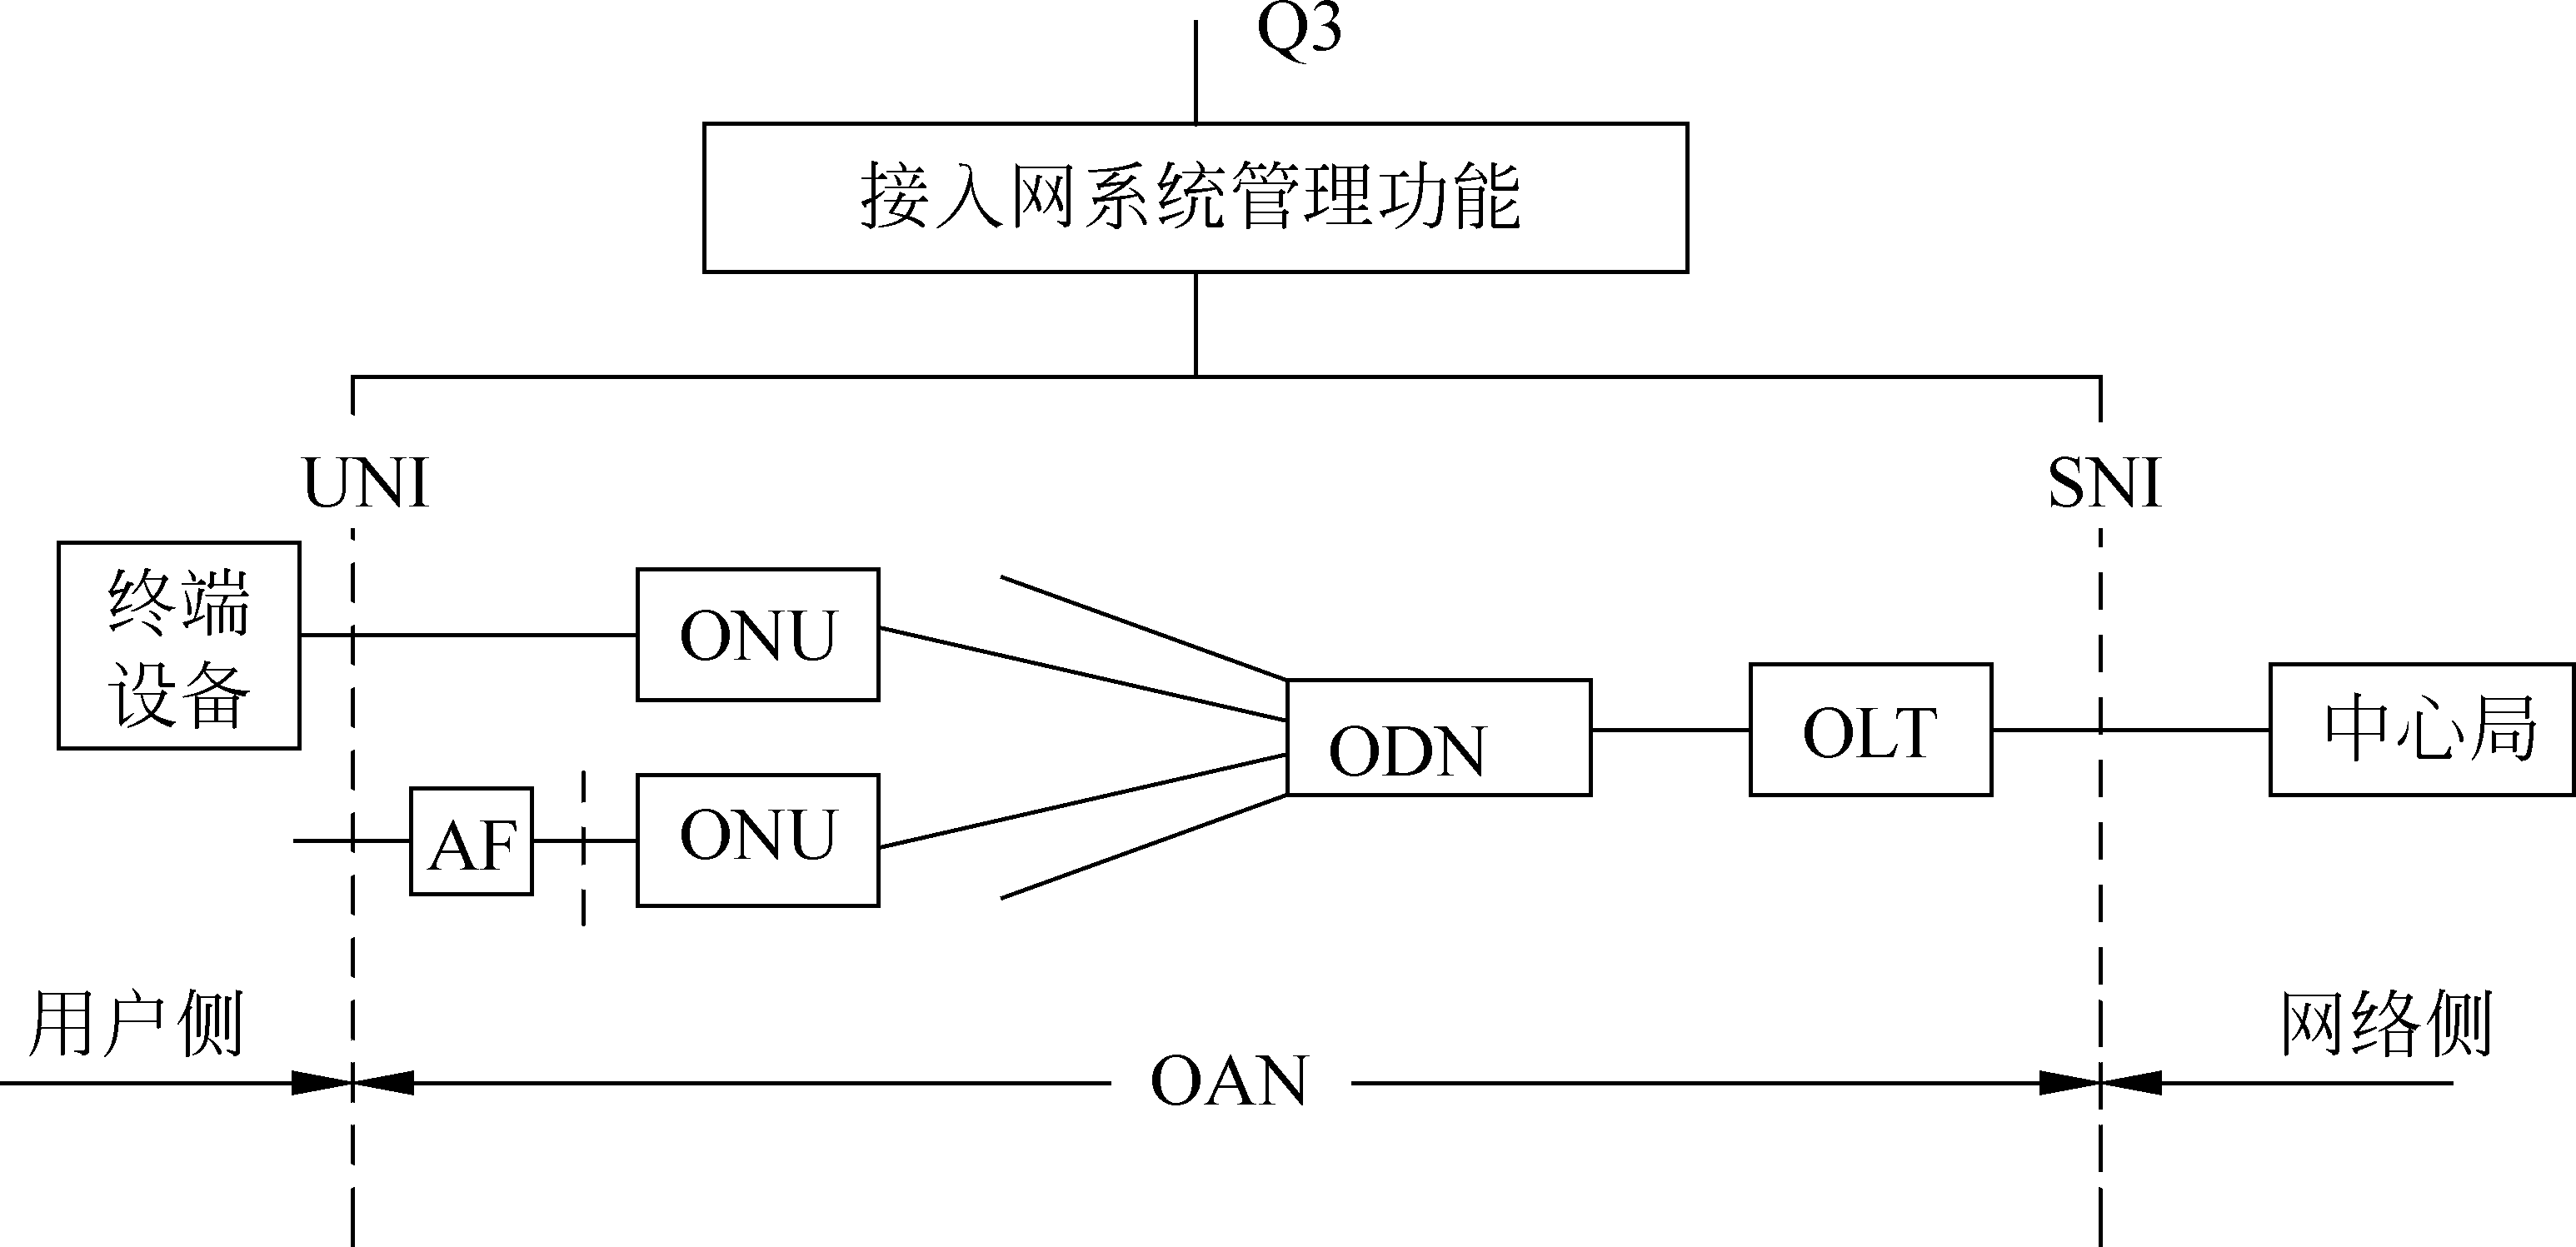 Q3
接入网系统管理功能
UNI
SNI
终端
设备
ONU
ODN
OLT
中心局
AF
ONU
用户侧
OAN
网络侧